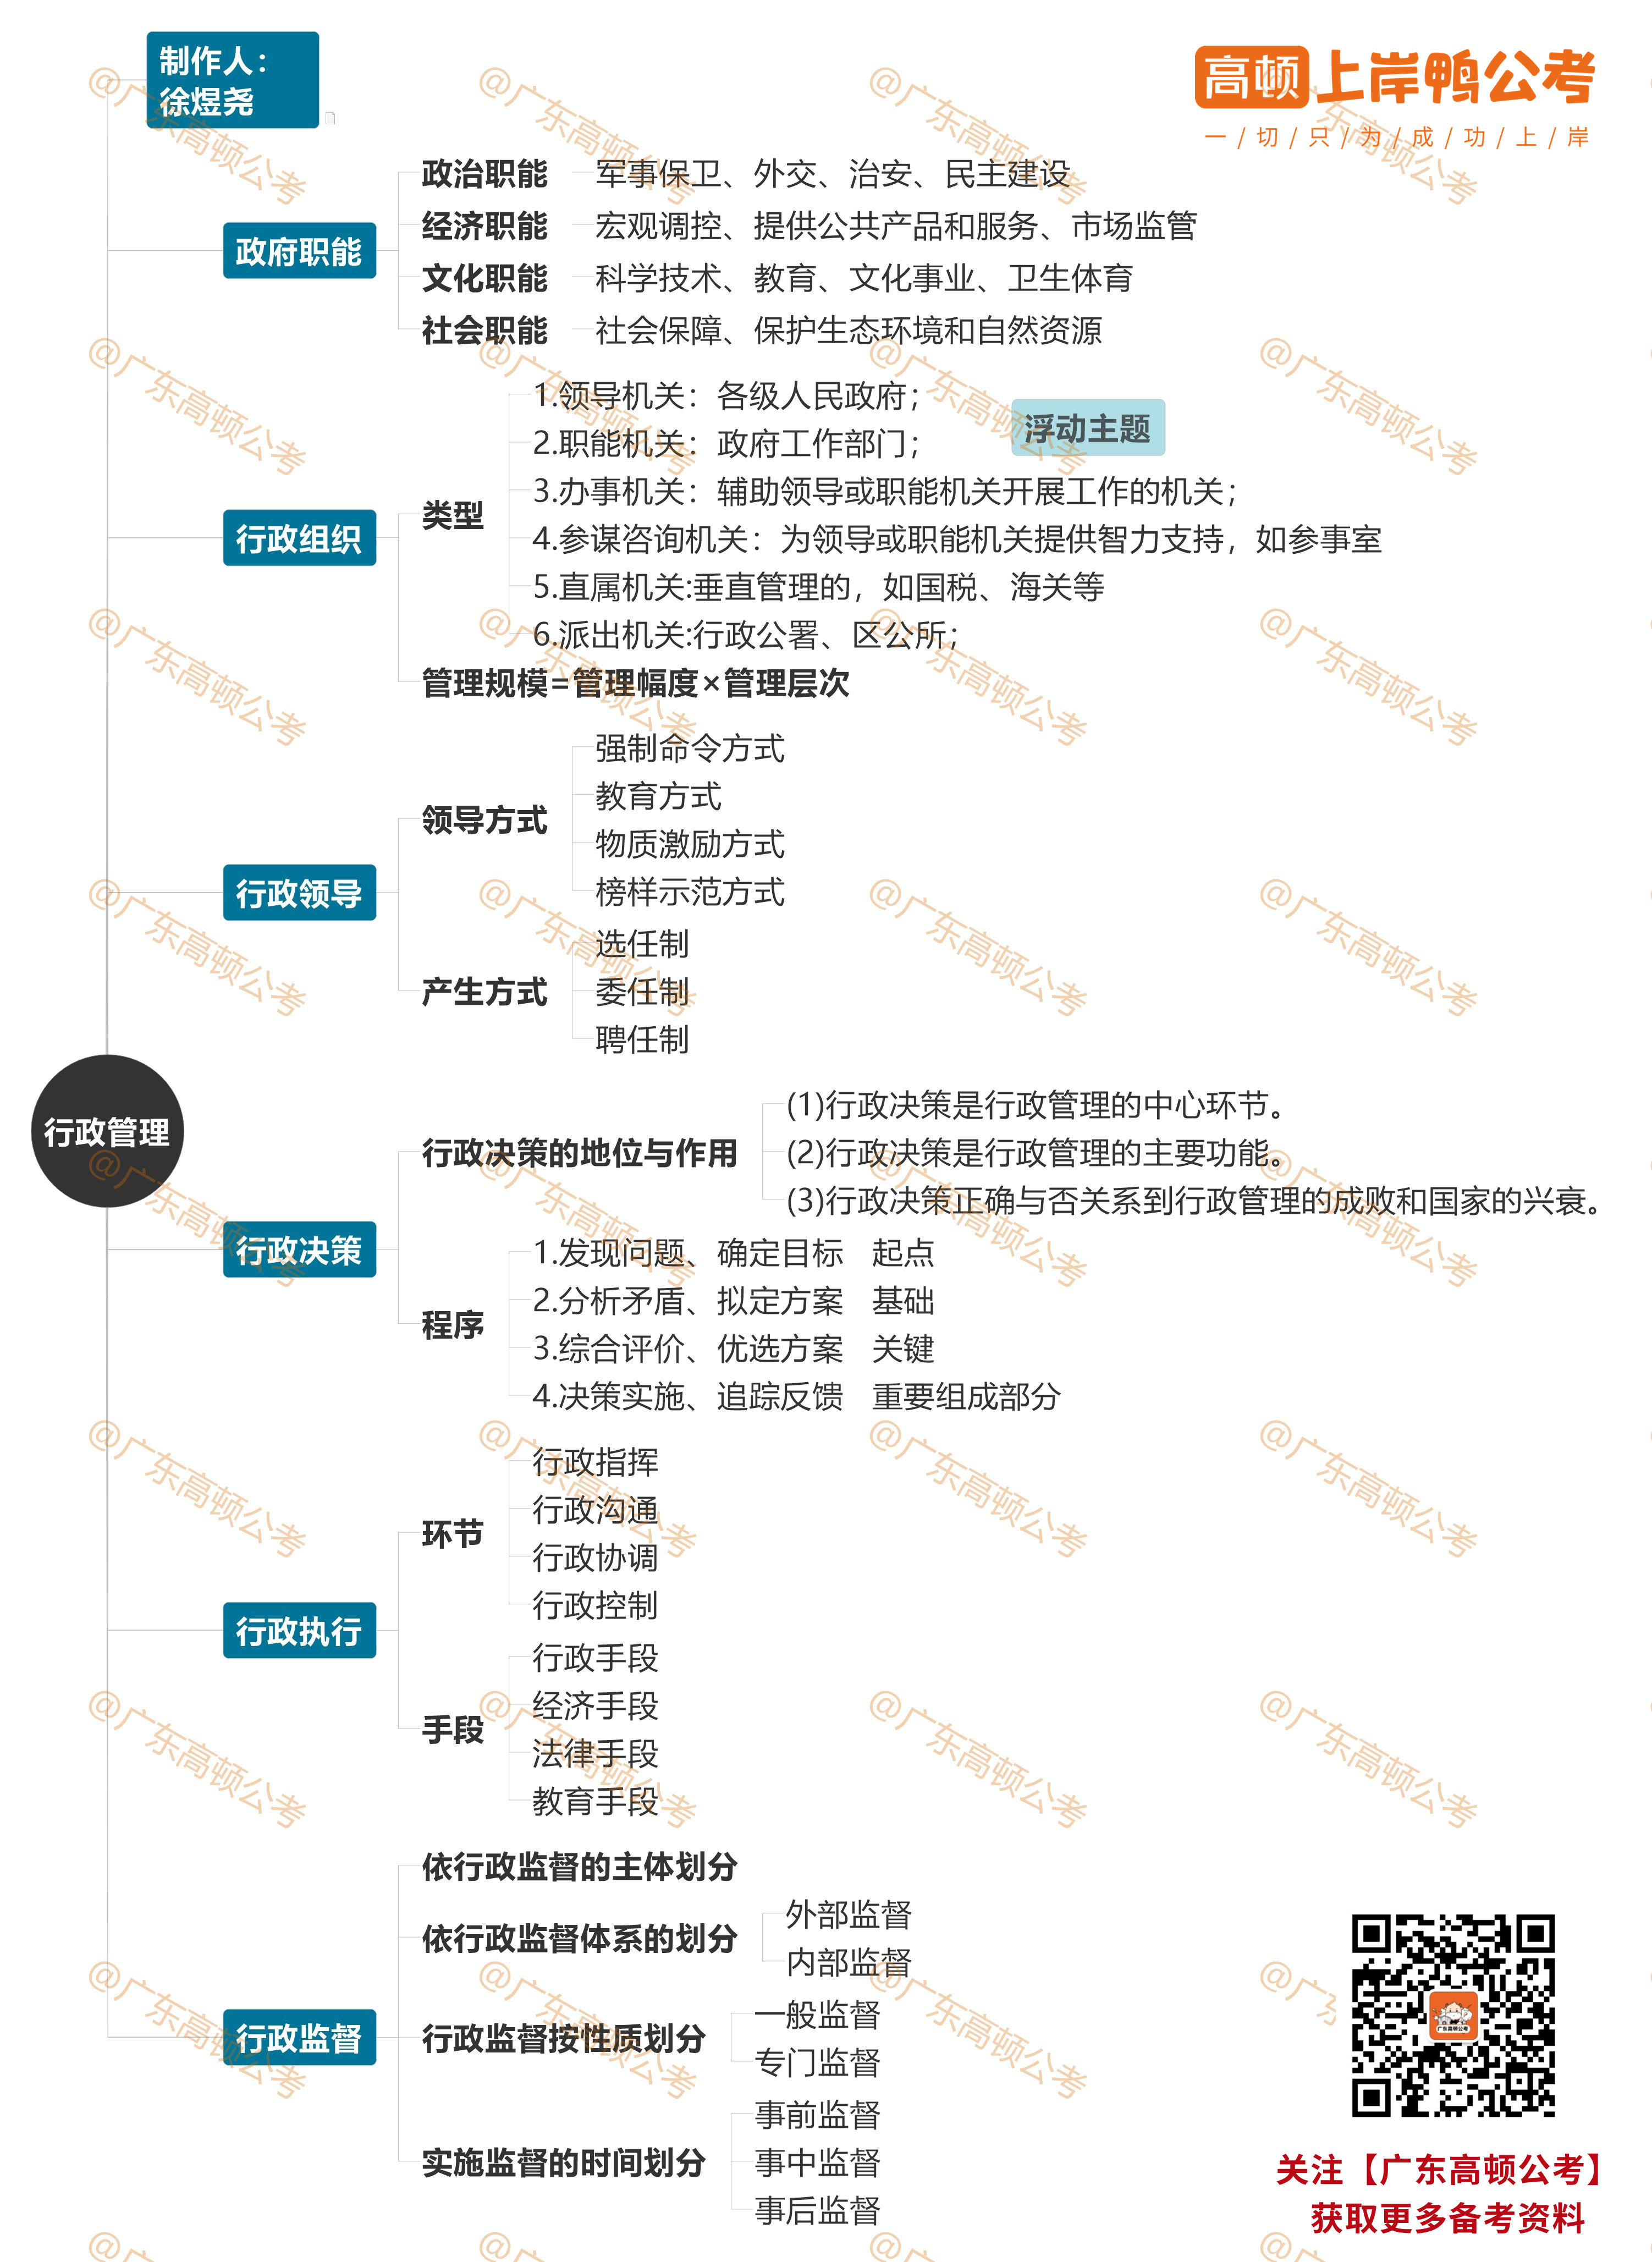 制作人：
徐煜尧
高顿 上岸鸭公考
一/切/只/为/成/功/上/岸
行政管理
政府职能
政治职能 军事保卫、外交、治安、民主建设
经济职能 宏观调控、提供公共产品和服务、市场监管
文化职能 科学技术、教育、文化事业、卫生体育
社会职能 社会保障、保护生态环境和自然资源
行政组织
类型
1.领导机关：各级人民政府；
2.职能机关：政府工作部门；
3.办事机关：辅助领导或职能机关开展工作的机关；
4.参谋咨询机关：为领导或职能机关提供智力支持，如参事室
5.直属机关:垂直管理的，如国税、海关等
6.派出机关:行政公署、区公所；
管理规模=管理幅度×管理层次
浮动主题
行政领导
领导方式
强制命令方式
教育方式
物质激励方式
榜样示范方式
产生方式
选任制
委任制
聘任制
行政决策
行政决策的地位与作用
(1)行政决策是行政管理的中心环节。
(2)行政决策是行政管理的主要功能。
(3)行政决策正确与否关系到行政管理的成败和国家的兴衰。
程序
1.发现问题、确定目标 起点
2.分析矛盾、拟定方案 基础
3.综合评价、优选方案 关键
4.决策实施、追踪反馈 重要组成部分
行政执行
环节
行政指挥
行政沟通
行政协调
行政控制
手段
行政手段
经济手段
法律手段
教育手段
行政监督
依行政监督的主体划分
依行政监督体系的划分
外部监督
内部监督
行政监督按性质划分
一般监督
专门监督
实施监督的时间划分
事前监督
事中监督
事后监督
广东高顿公考
关注【广东高顿公考】
获取更多备考资料
@广东高顿公考